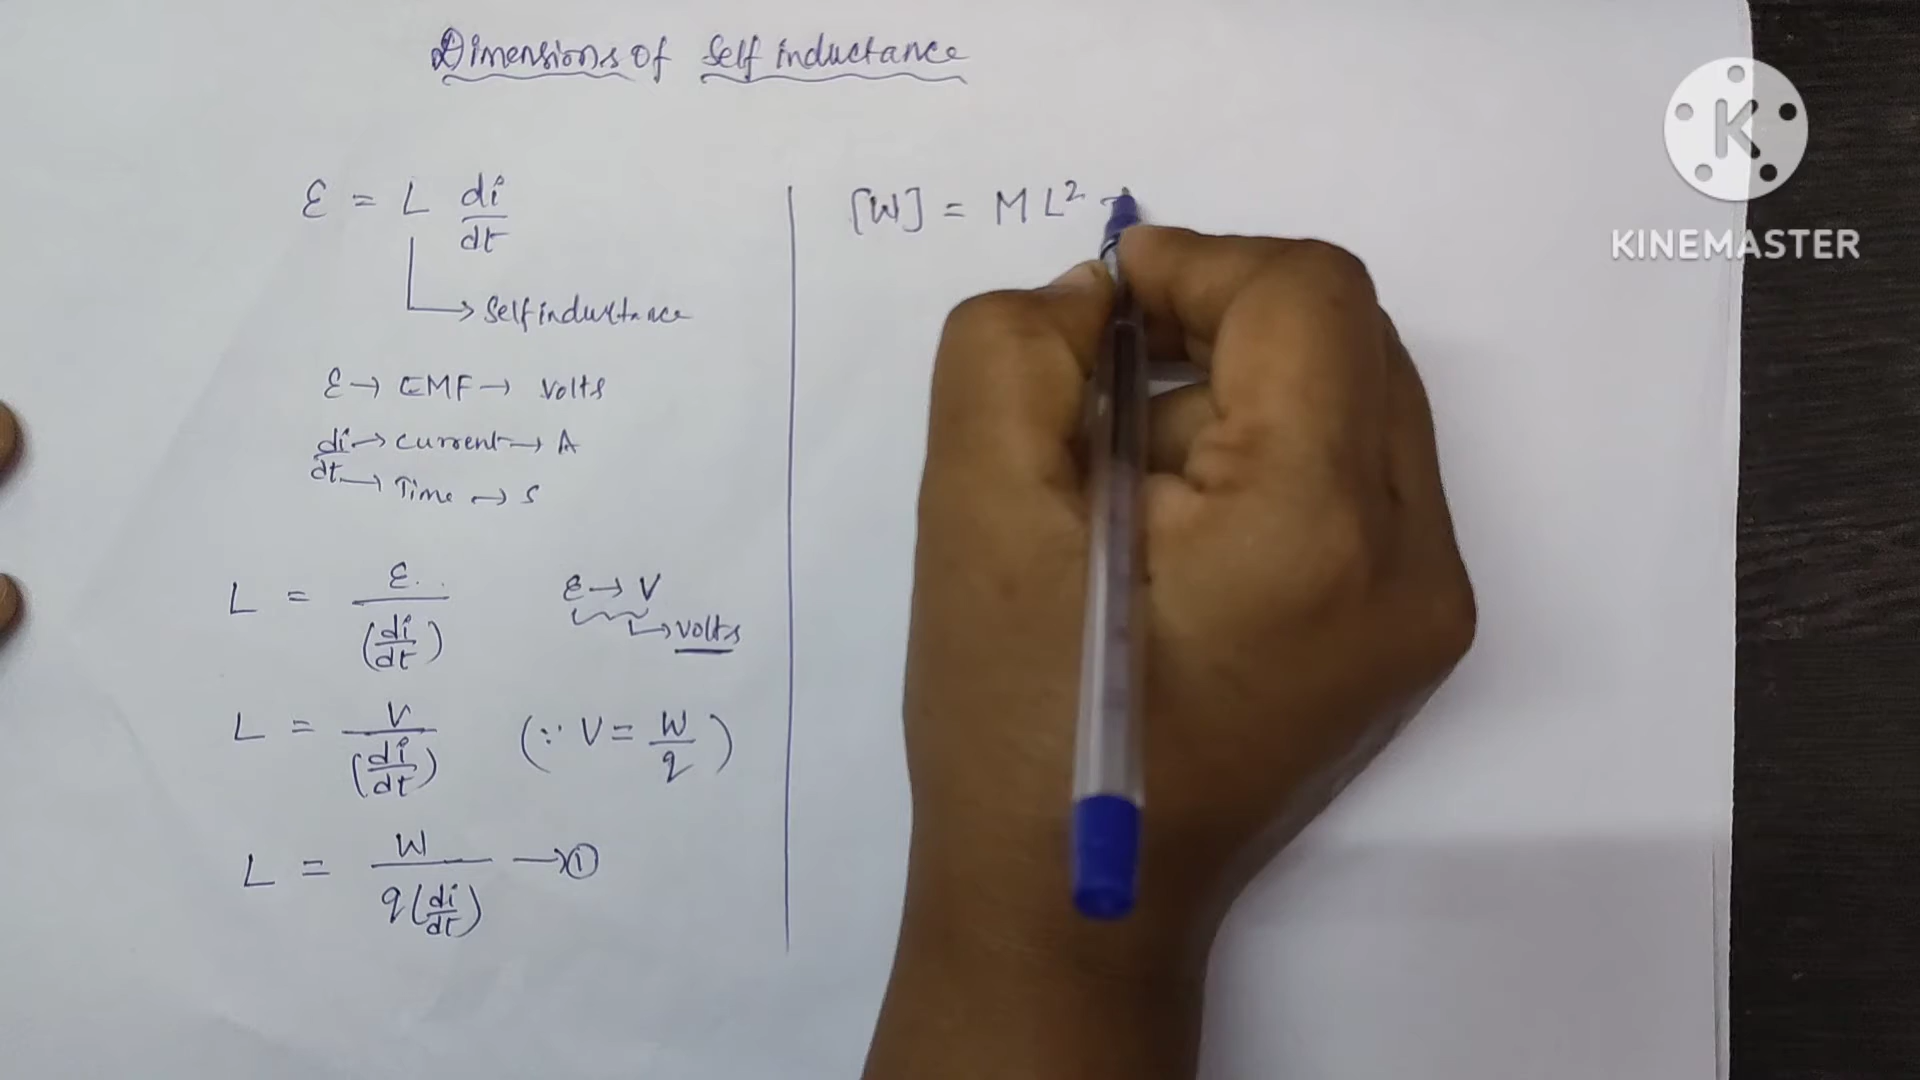 Dimensions of self inductance
ε = L di/dt
→ Self inductance
ε → EMF → volts
di → current → A
dt → Time → s
L = ε / (di/dt)
ε → V
→ volts
L = V / (di/dt) (∵ V = W/q)
L = W / q(di/dt) → ①
[W] = M L²
K
KINEMASTER